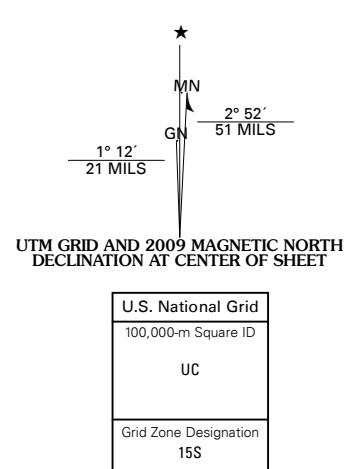 ★
MN
GN
2° 52´
51 MILS
1° 12´
21 MILS
UTM GRID AND 2009 MAGNETIC NORTH
DECLINATION AT CENTER OF SHEET
U.S. National Grid
100,000-m Square ID
UC
Grid Zone Designation
15S